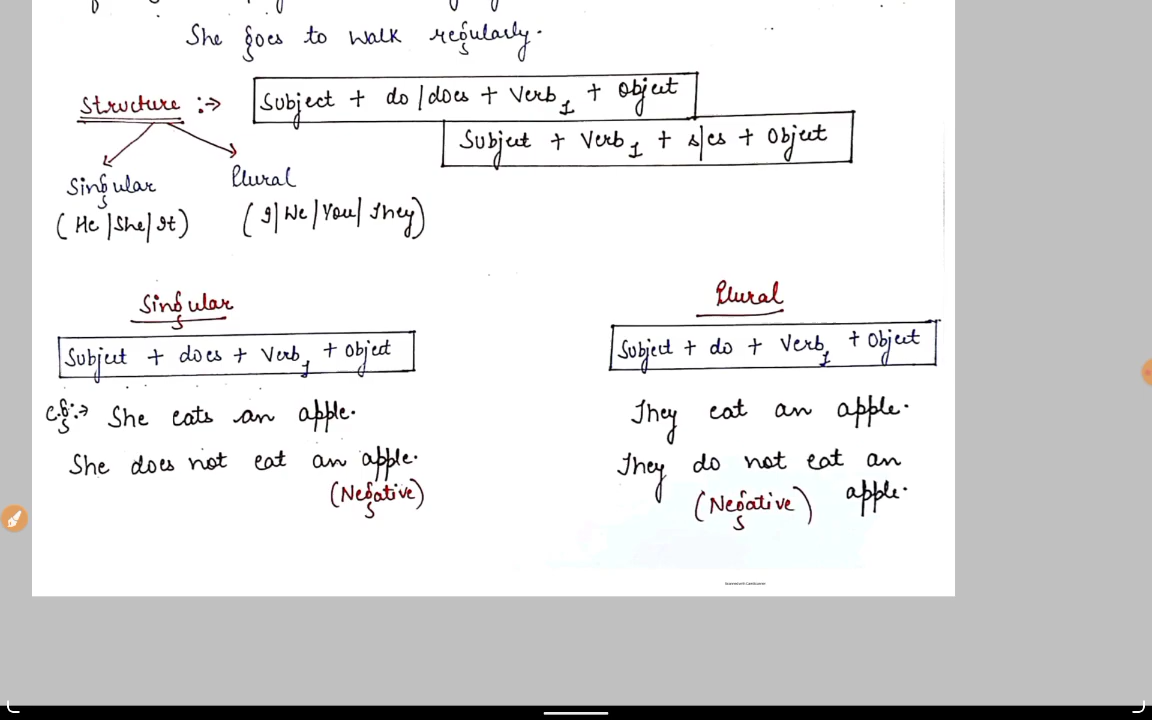 She goes to walk regularly.
Structure :→ Subject + do/does + Verb1 + Object
Subject + Verb1 + s/es + Object
Singular Plural
(He/She/It) (I/We/You/They)
Singular Plural
Subject + does + Verb1 + Object Subject + do + Verb1 + Object
e.g:→ She eats an apple. They eat an apple.
She does not eat an apple. They do not eat an
(Negative) (Negative) apple.